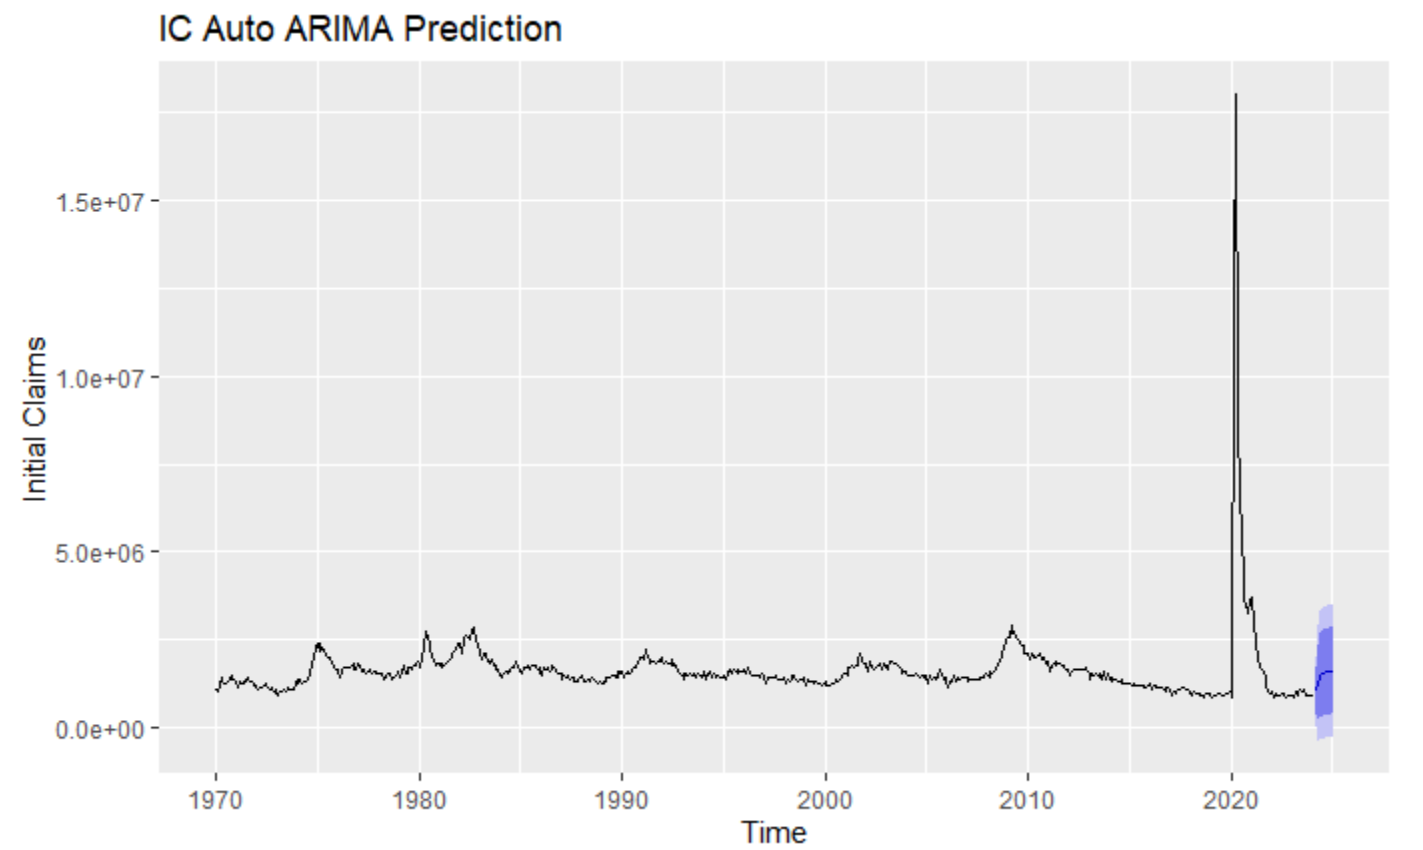 IC Auto ARIMA Prediction
Initial Claims
1.5e+07
1.0e+07
5.0e+06
0.0e+00
1970 1980 1990 2000 2010 2020
Time